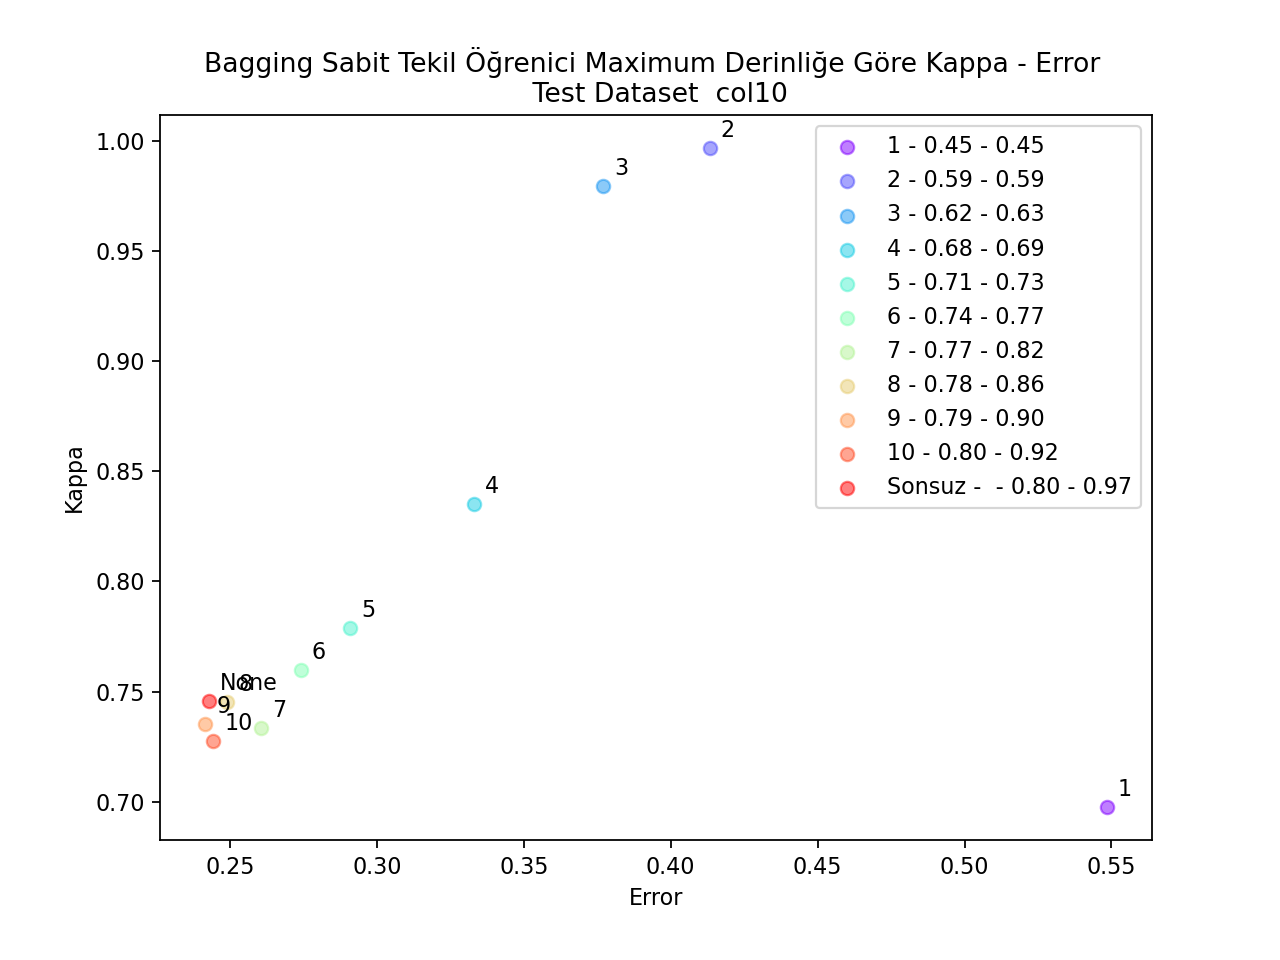 Bagging Sabit Tekil Öğrenici Maximum Derinliğe Göre Kappa - Error
Test Dataset  col10
1.00
0.95
0.90
0.85
0.80
0.75
0.70
Kappa
2
3
4
5
6
None
8
9
10
7
1
1 - 0.45 - 0.45
2 - 0.59 - 0.59
3 - 0.62 - 0.63
4 - 0.68 - 0.69
5 - 0.71 - 0.73
6 - 0.74 - 0.77
7 - 0.77 - 0.82
8 - 0.78 - 0.86
9 - 0.79 - 0.90
10 - 0.80 - 0.92
Sonsuz -  - 0.80 - 0.97
0.25 0.30 0.35 0.40 0.45 0.50 0.55
Error